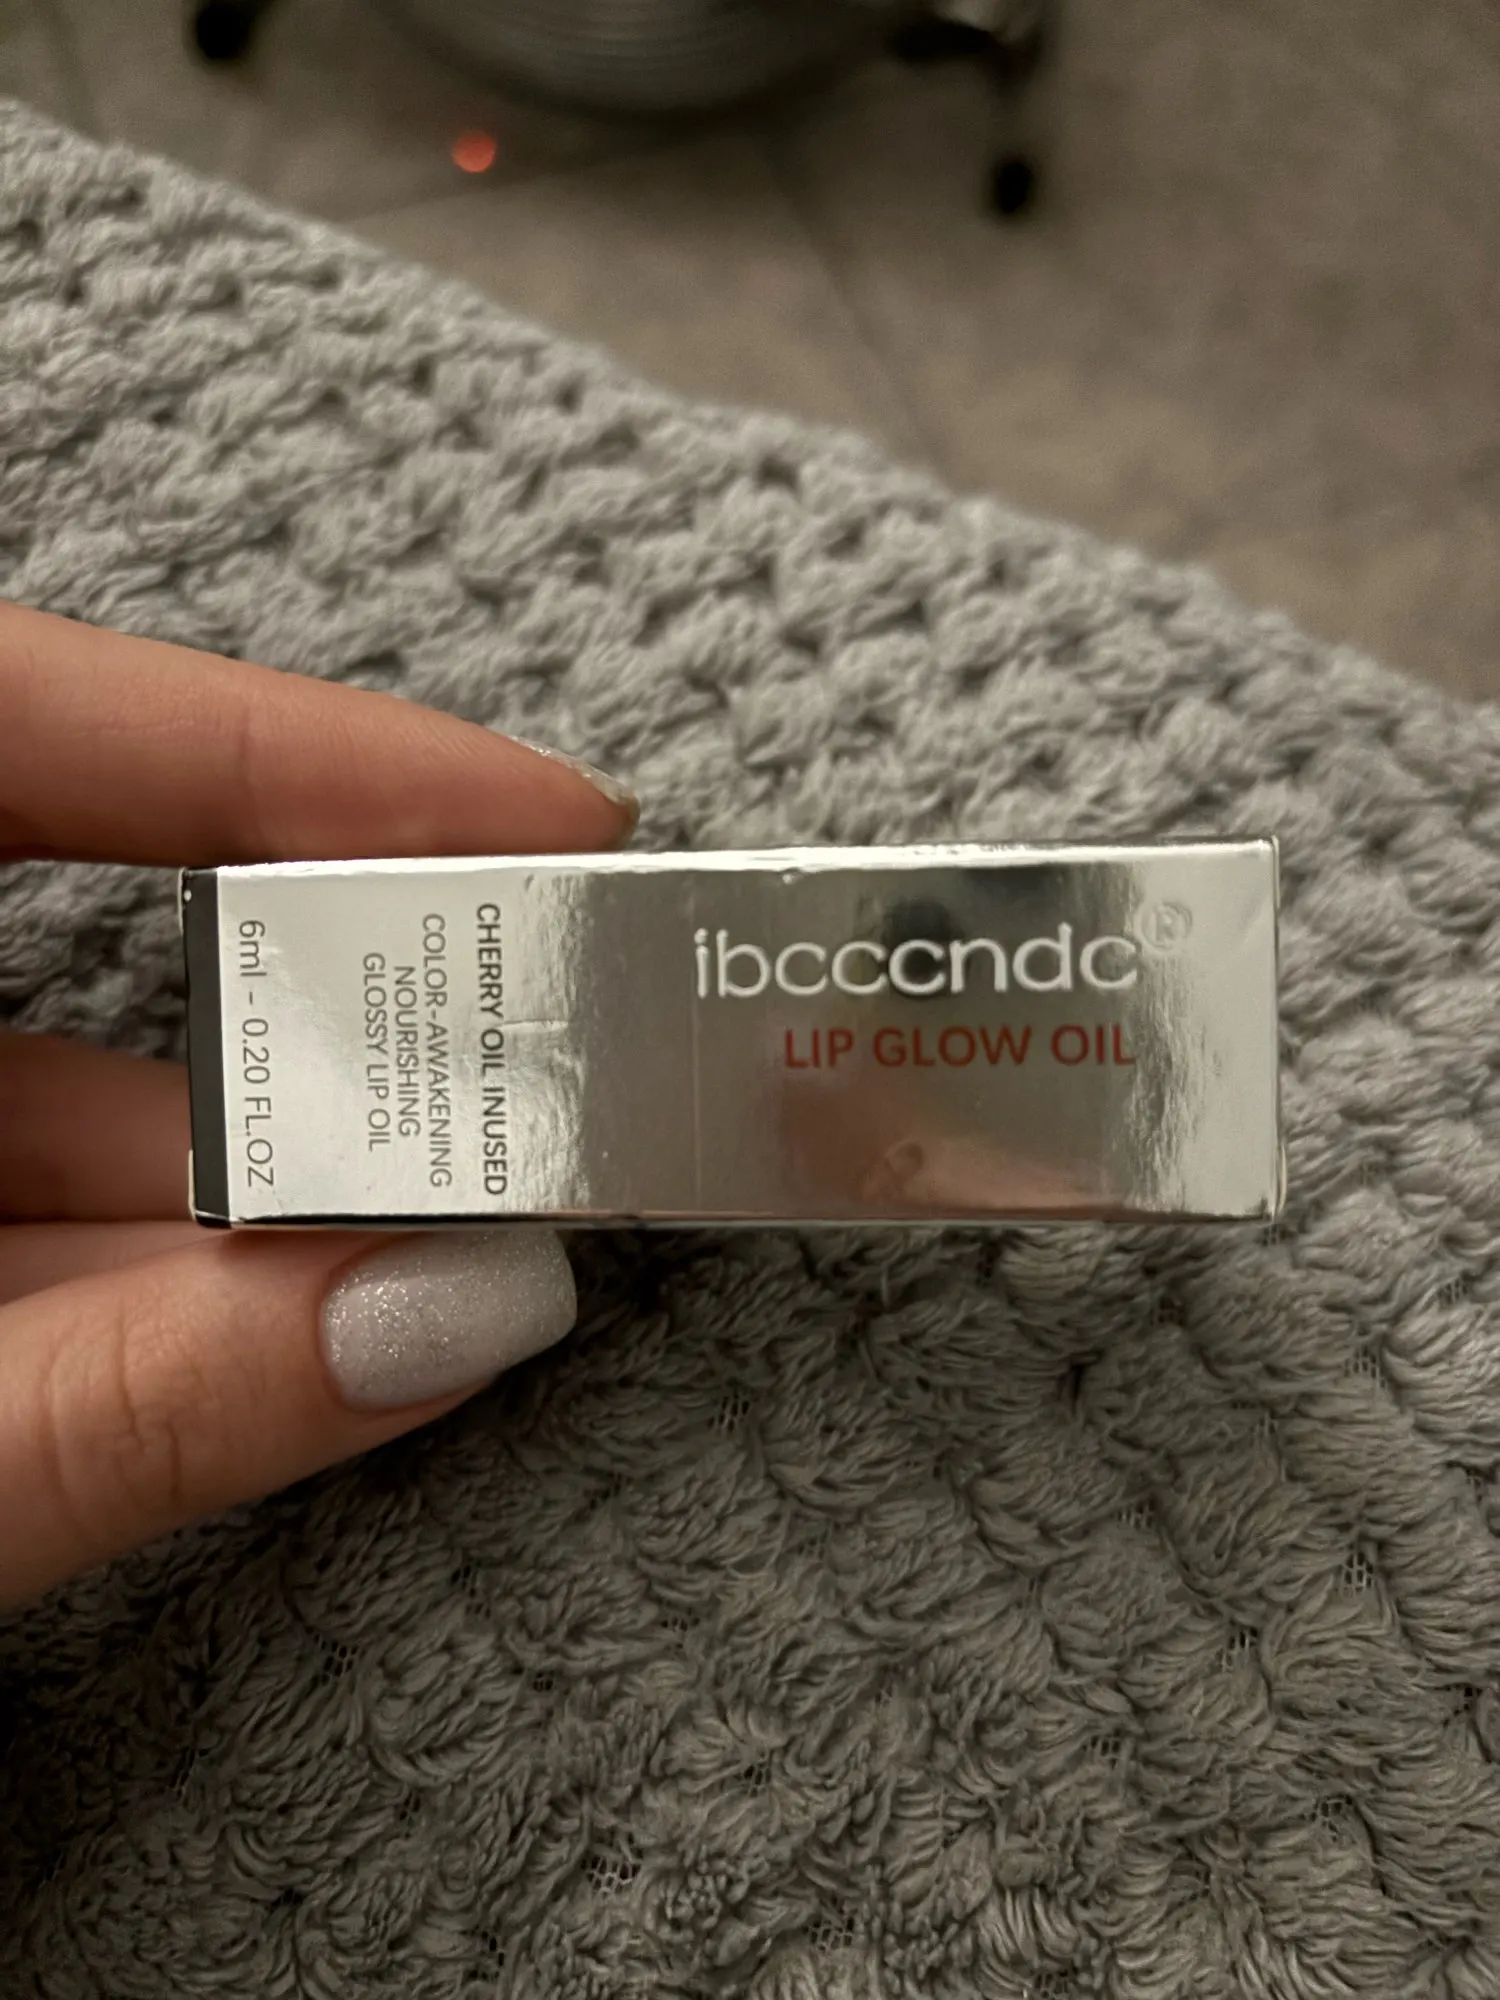 ibcccndc®
LIP GLOW OIL
CHERRY OIL INUSED
COLOR-AWAKENING
NOURISHING
GLOSSY LIP OIL
6ml - 0.20 FL.OZ